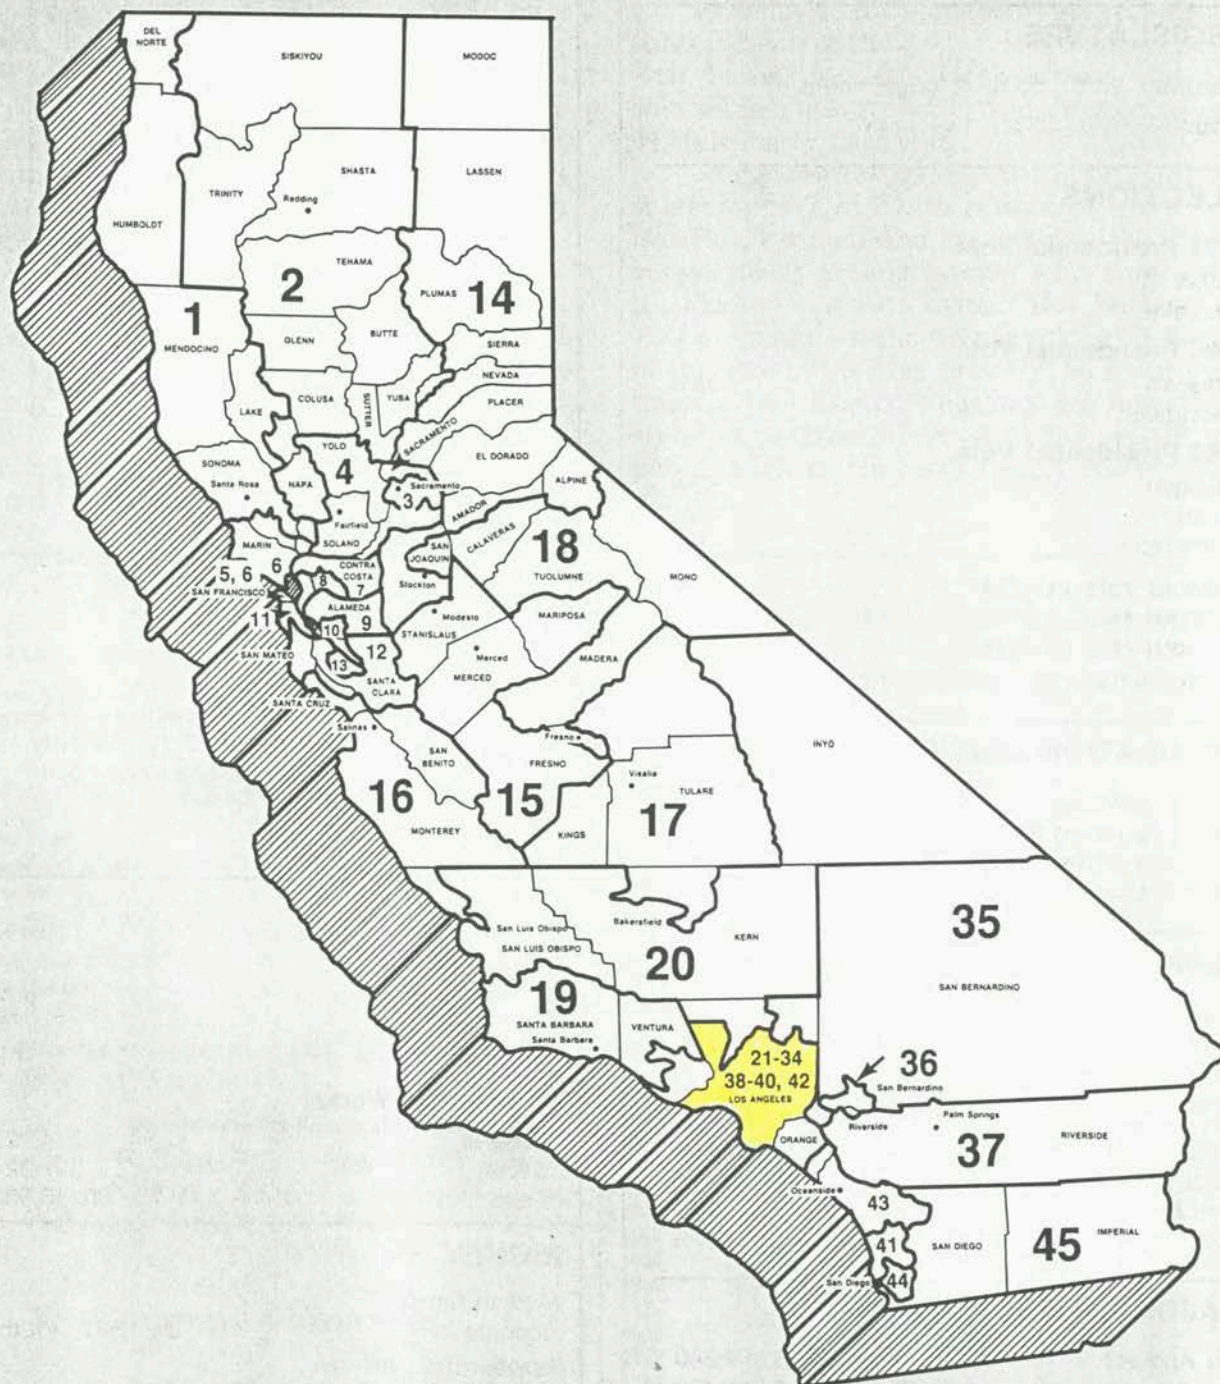 DEL
NORTE
SISKIYOU
MODOC
HUMBOLDT
TRINITY
SHASTA
Redding
LASSEN
TEHAMA
2
PLUMAS
14
1
MENDOCINO
GLENN
BUTTE
SIERRA
NEVADA
LAKE
COLUSA
SUTTER
YUBA
PLACER
SACRAMENTO
YOLO
4
EL DORADO
SONOMA
Santa Rosa
NAPA
Sacramento
3
ALPINE
Fairfield
AMADOR
MARIN
SOLANO
CALAVERAS
SAN
JOAQUIN
18
5, 6
6
CONTRA
COSTA
8
7
Stockton
TUOLUMNE
MONO
SAN FRANCISCO
ALAMEDA
11
10
9
Modesto
MARIPOSA
STANISLAUS
SAN MATEO
12
13
SANTA
CLARA
Merced
MERCED
MADERA
SANTA CRUZ
Salinas
SAN
BENITO
Fresno
FRESNO
INYO
Visalia
TULARE
16
15
17
MONTEREY
KINGS
35
San Luis Obispo
SAN LUIS OBISPO
Bakersfield
KERN
20
SAN BERNARDINO
19
SANTA BARBARA
Santa Barbara
VENTURA
21-34
38-40, 42
LOS ANGELES
36
San Bernardino
Palm Springs
Riverside
ORANGE
37
RIVERSIDE
Oceanside
43
41
SAN DIEGO
45
IMPERIAL
San Diego
44